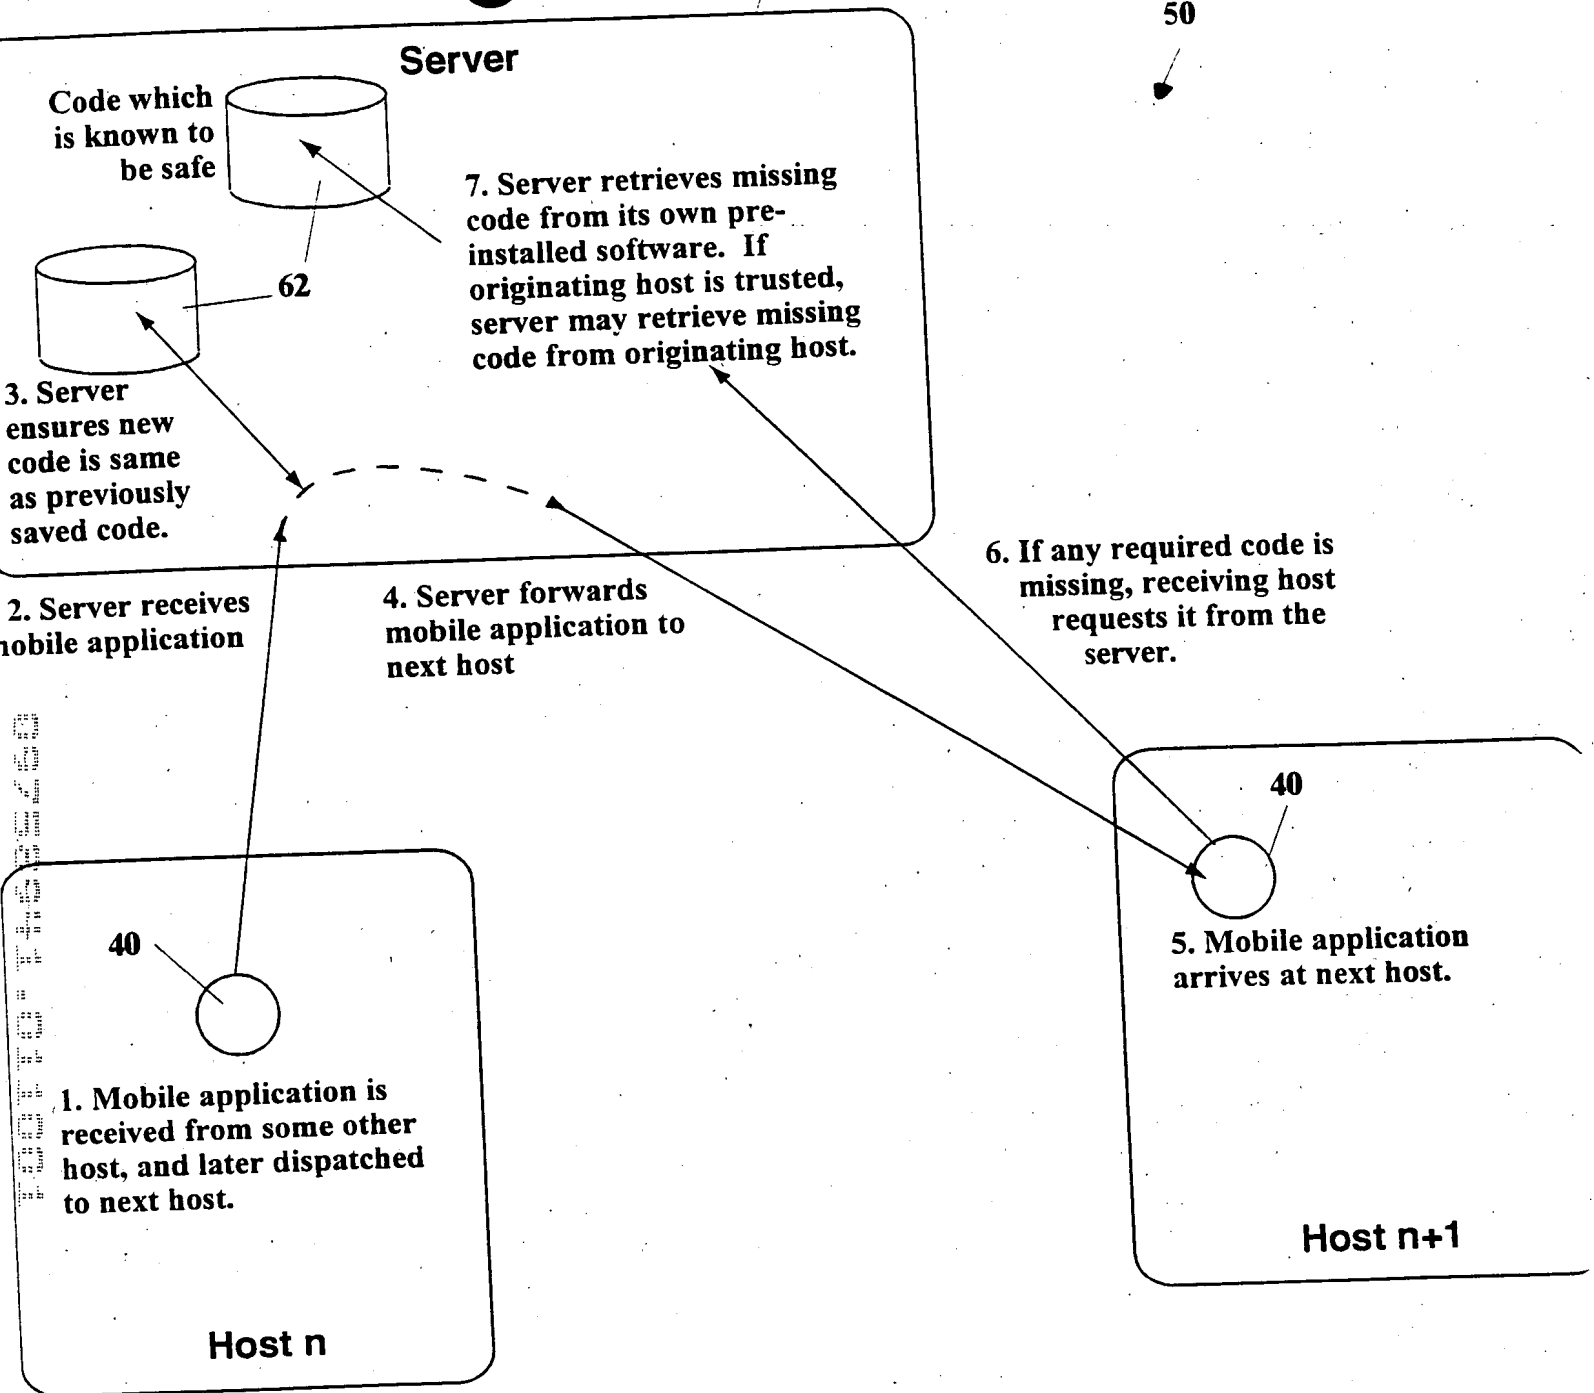 50
Server
Code which
is known to
be safe
7. Server retrieves missing
code from its own pre-
installed software. If
originating host is trusted,
server may retrieve missing
code from originating host.
62
3. Server
ensures new
code is same
as previously
saved code.
2. Server receives
mobile application
4. Server forwards
mobile application to
next host
6. If any required code is
missing, receiving host
requests it from the
server.
40
5. Mobile application
arrives at next host.
Host n+1
40
1. Mobile application is
received from some other
host, and later dispatched
to next host.
Host n